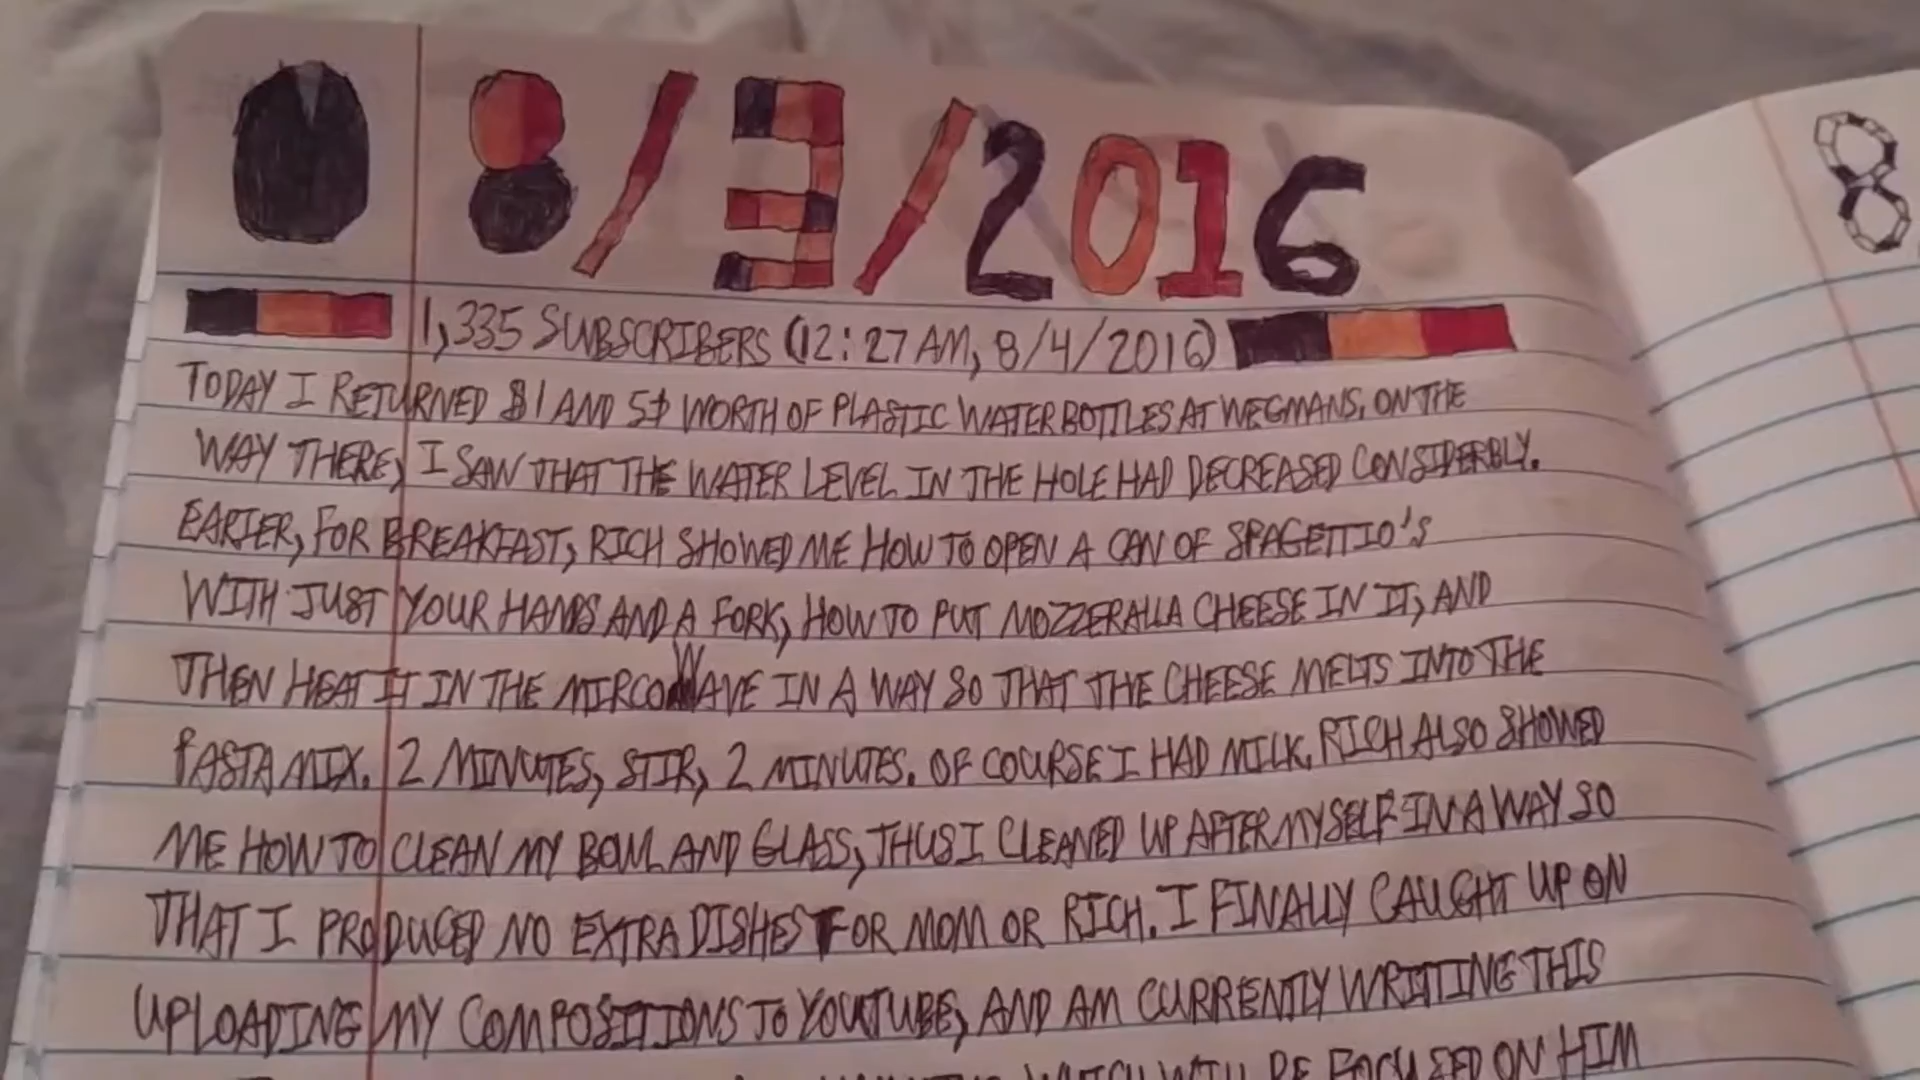 8/3/2016
1,335 SUBSCRIBERS (12:27 AM, 8/4/2016)
TODAY I RETURNED $1 AND 5¢ WORTH OF PLASTIC WATER BOTTLES AT WEGMANS. ON THE
WAY THERE, I SAW THAT THE WATER LEVEL IN THE HOLE HAD DECREASED CONSIDERBLY.
EARIER, FOR BREAKFAST, RICH SHOWED ME HOW TO OPEN A CAN OF SPAGETTIO'S
WITH JUST YOUR HANDS AND A FORK, HOW TO PUT MOZZERALLA CHEESE IN IT, AND
THEN HEAT IT IN THE MIRCOWAVE IN A WAY SO THAT THE CHEESE MELTS INTO THE
PASTA MIX. 2 MINUTES, STIR, 2 MINUTES. OF COURSE I HAD MILK. RICH ALSO SHOWED
ME HOW TO CLEAN MY BOWL AND GLASS, THUS I CLEANED UP AFTER MYSELF IN A WAY SO
THAT I PRODUCED NO EXTRA DISHES FOR MOM OR RICH. I FINALLY CAUGHT UP ON
UPLOADING MY COMPOSITIONS TO YOUTUBE, AND AM CURRENTLY WRITING THIS
WHICH WILL BE FOCUSED ON HIM
8